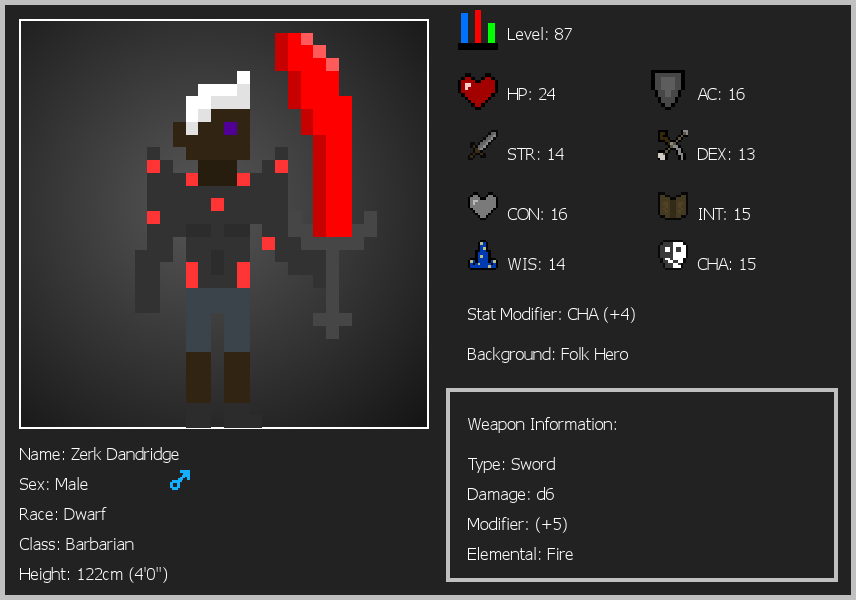 Level: 87
HP: 24
AC: 16
STR: 14
DEX: 13
CON: 16
INT: 15
WIS: 14
CHA: 15
Stat Modifier: CHA (+4)
Background: Folk Hero
Weapon Information:
Type: Sword
Damage: d6
Modifier: (+5)
Elemental: Fire
Name: Zerk Dandridge
Sex: Male
Race: Dwarf
Class: Barbarian
Height: 122cm (4'0")